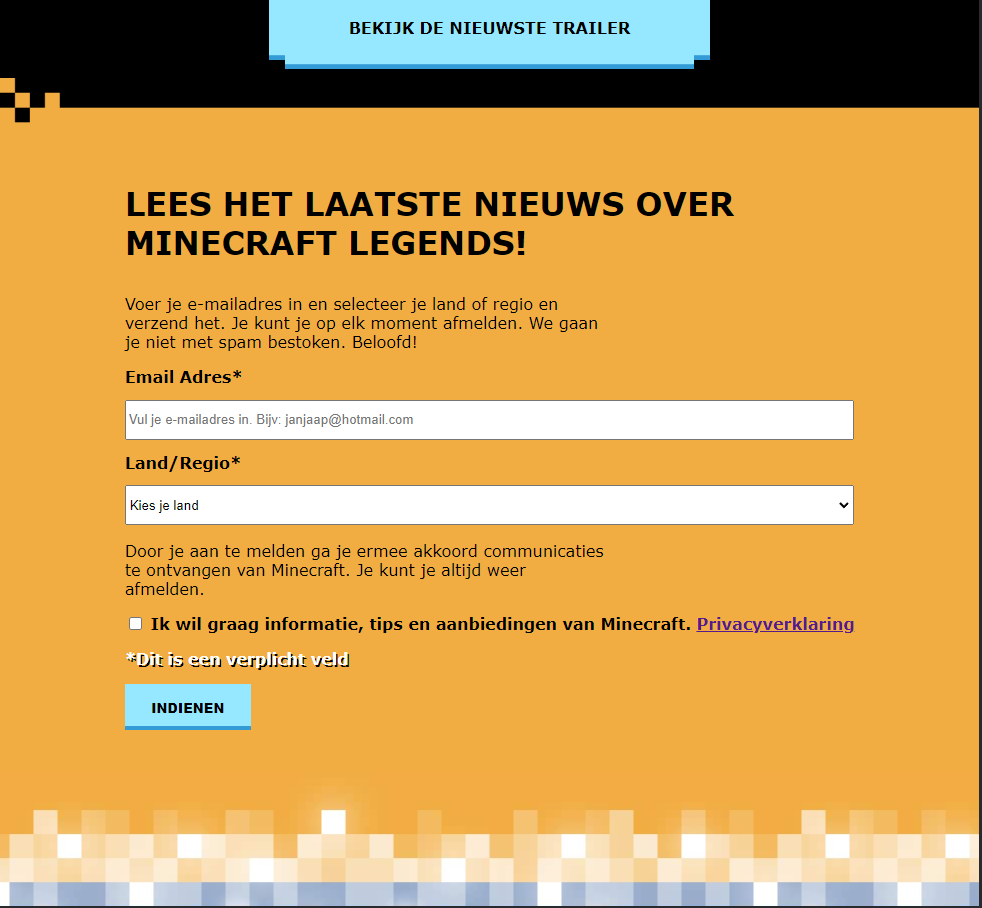 BEKIJK DE NIEUWSTE TRAILER
LEES HET LAATSTE NIEUWS OVER
MINECRAFT LEGENDS!
Voer je e-mailadres in en selecteer je land of regio en
verzend het. Je kunt je op elk moment afmelden. We gaan
je niet met spam bestoken. Beloofd!
Email Adres*
Vul je e-mailadres in. Bijv: janjaap@hotmail.com
Land/Regio*
Kies je land
Door je aan te melden ga je ermee akkoord communicaties
te ontvangen van Minecraft. Je kunt je altijd weer
afmelden.
Ik wil graag informatie, tips en aanbiedingen van Minecraft. Privacyverklaring
*Dit is een verplicht veld
INDIENEN